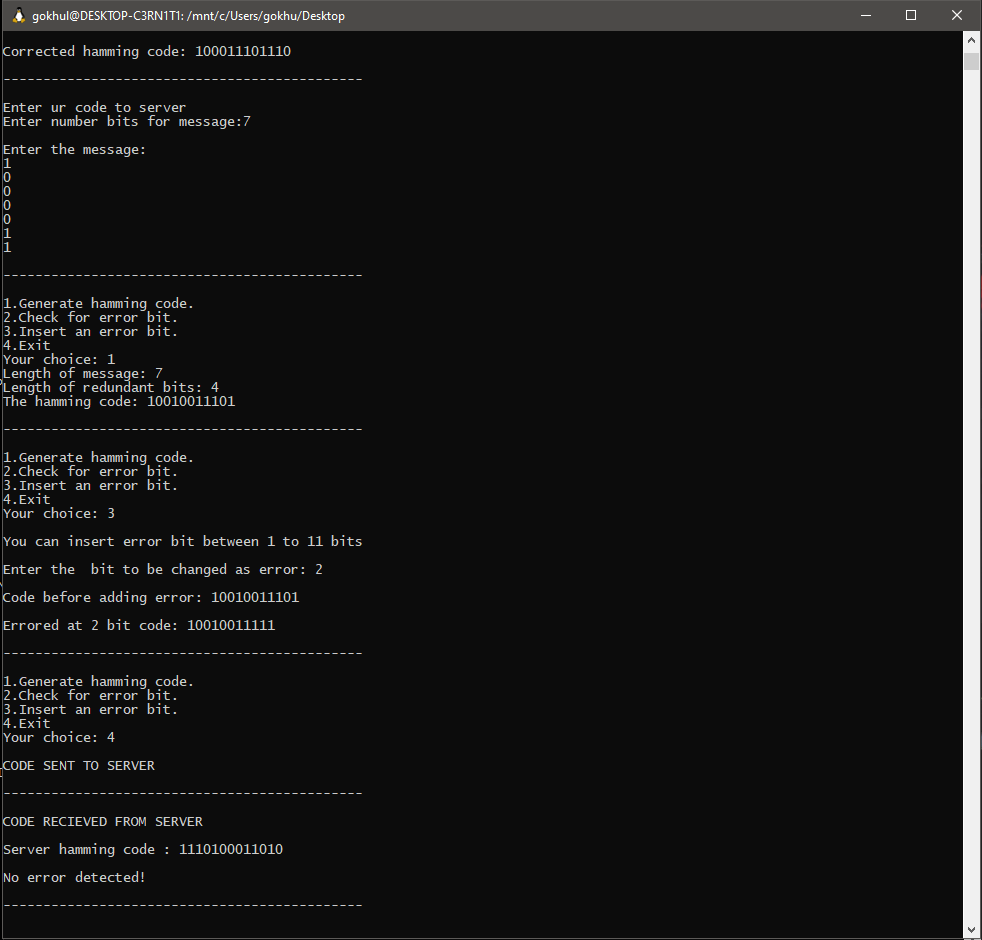 gokhul@DESKTOP-C3RN1T1: /mnt/c/Users/gokhu/Desktop
Corrected hamming code: 100011101110
---------------------------------------------
Enter ur code to server
Enter number bits for message:7
Enter the message:
1
0
0
0
0
1
1
---------------------------------------------
1.Generate hamming code.
2.Check for error bit.
3.Insert an error bit.
4.Exit
Your choice: 1
Length of message: 7
Length of redundant bits: 4
The hamming code: 10010011101
---------------------------------------------
1.Generate hamming code.
2.Check for error bit.
3.Insert an error bit.
4.Exit
Your choice: 3
You can insert error bit between 1 to 11 bits
Enter the  bit to be changed as error: 2
Code before adding error: 10010011101
Errored at 2 bit code: 10010011111
---------------------------------------------
1.Generate hamming code.
2.Check for error bit.
3.Insert an error bit.
4.Exit
Your choice: 4
CODE SENT TO SERVER
---------------------------------------------
CODE RECIEVED FROM SERVER
Server hamming code : 1110100011010
No error detected!
---------------------------------------------